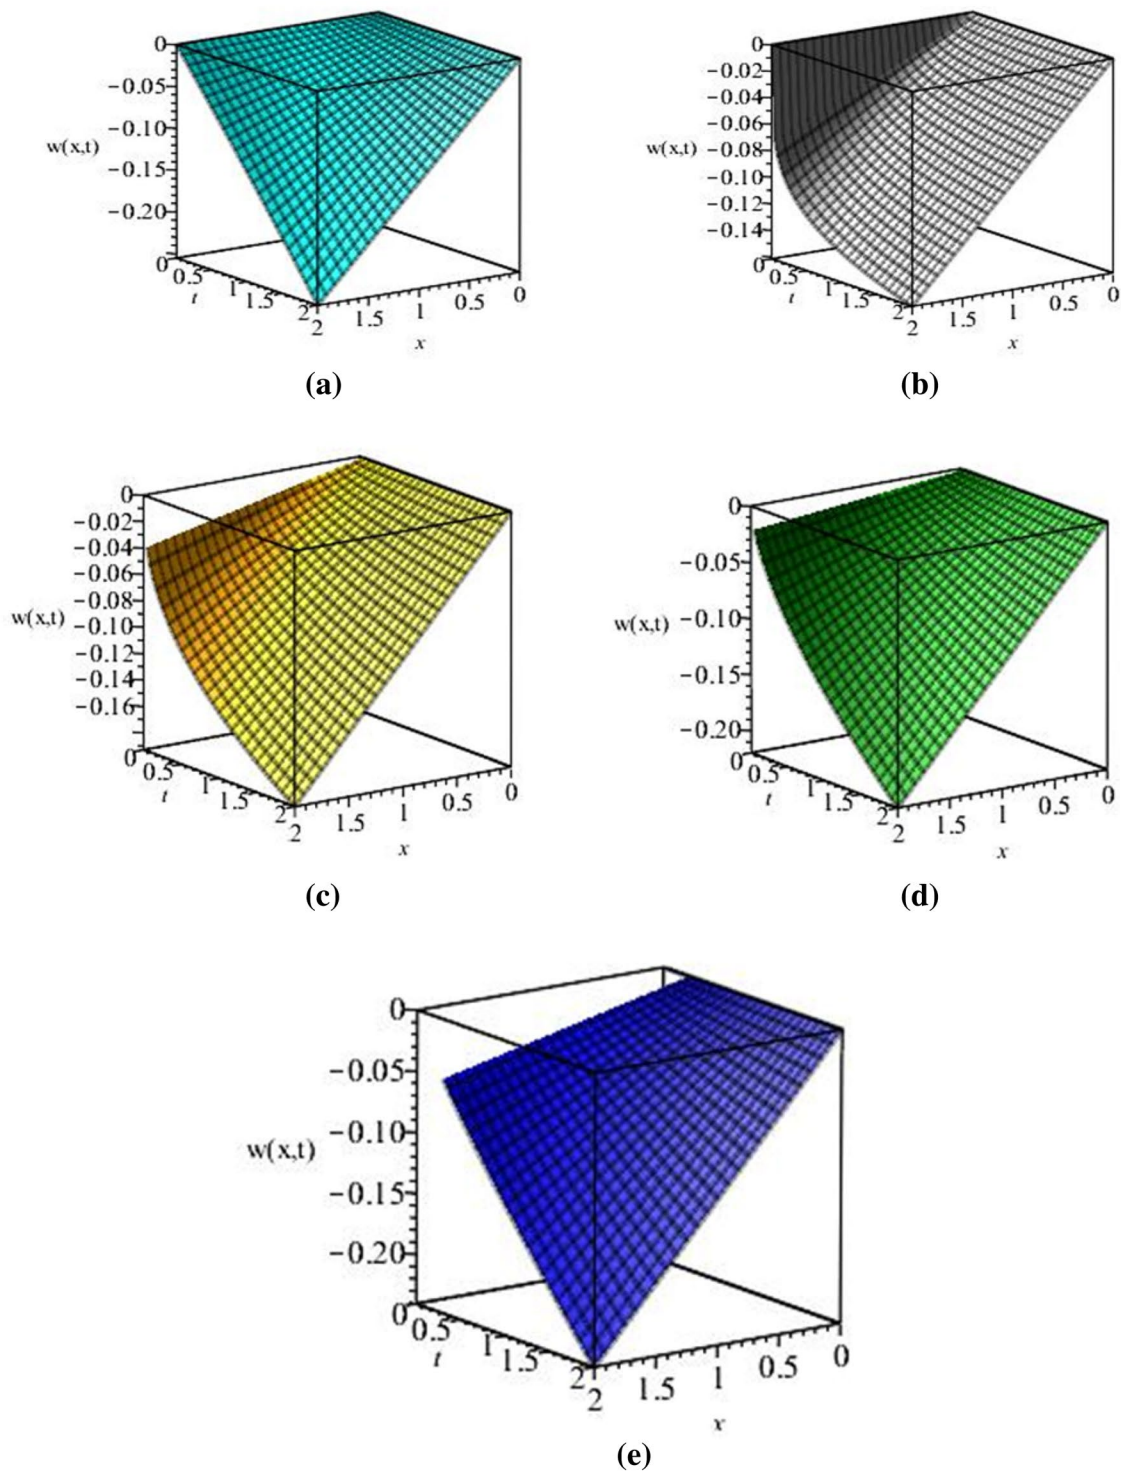 0
−0.05
−0.10
w(x,t)
−0.15
−0.20
0 0.5 1 1.5 2
t
2 1.5 1 0.5 0
x
(a)
0
−0.02
−0.04
−0.06
w(x,t) −0.08
−0.10
−0.12
−0.14
0 0.5 1 1.5 2
t
2 1.5 1 0.5 0
x
(b)
0
−0.02
−0.04
−0.06
−0.08
w(x,t) −0.10
−0.12
−0.14
−0.16
0 0.5 1 1.5 2
t
2 1.5 1 0.5 0
x
(c)
0
−0.05
w(x,t) −0.10
−0.15
−0.20
0 0.5 1 1.5 2
t
2 1.5 1 0.5 0
x
(d)
0
−0.05
−0.10
w(x,t)
−0.15
−0.20
0 0.5 1 1.5 2
t
2 1.5 1 0.5 0
x
(e)